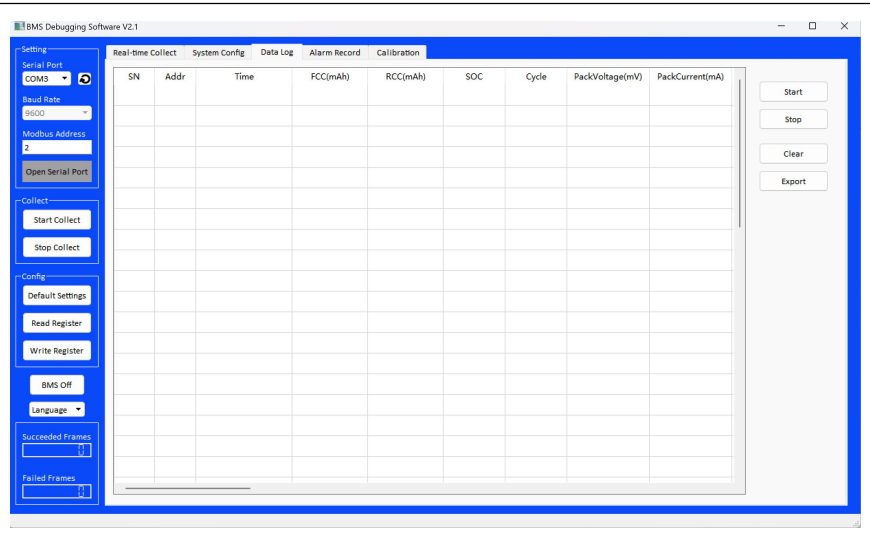 BMS Debugging Software V2.1
Setting
Serial Port
COM3
Baud Rate
9600
Modbus Address
2
Open Serial Port
Collect
Start Collect
Stop Collect
Config
Default Settings
Read Register
Write Register
BMS Off
Language
Succeeded Frames
0
Failed Frames
0
Real-time Collect System Config Data Log Alarm Record Calibration
SN Addr Time FCC(mAh) RCC(mAh) SOC Cycle PackVoltage(mV) PackCurrent(mA)
Start
Stop
Clear
Export